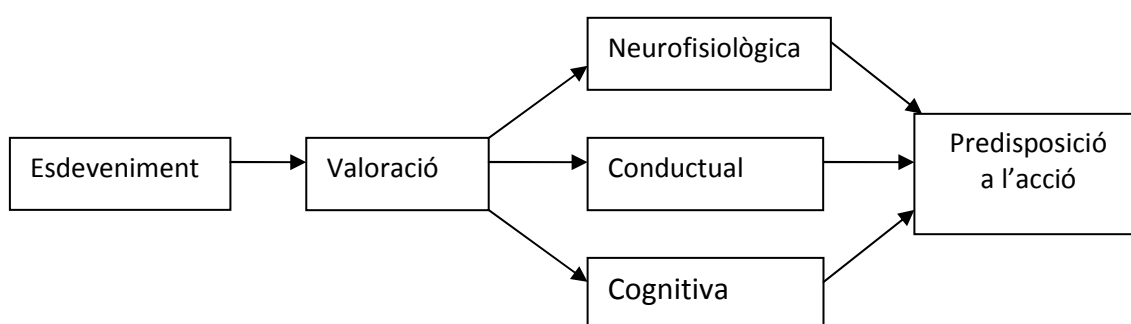 Neurofisiològica
Esdeveniment
Valoració
Conductual
Predisposició
a l’acció
Cognitiva